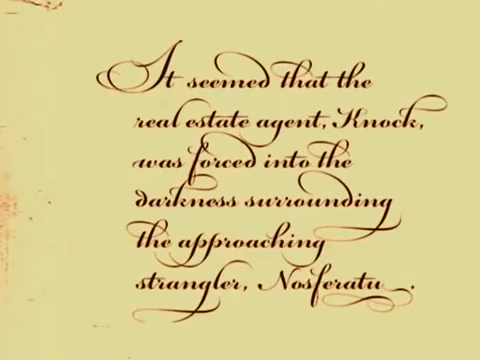 It seemed that the
real estate agent, Knock,
was forced into the
darkness surrounding
the approaching
strangler, Nosferatu .